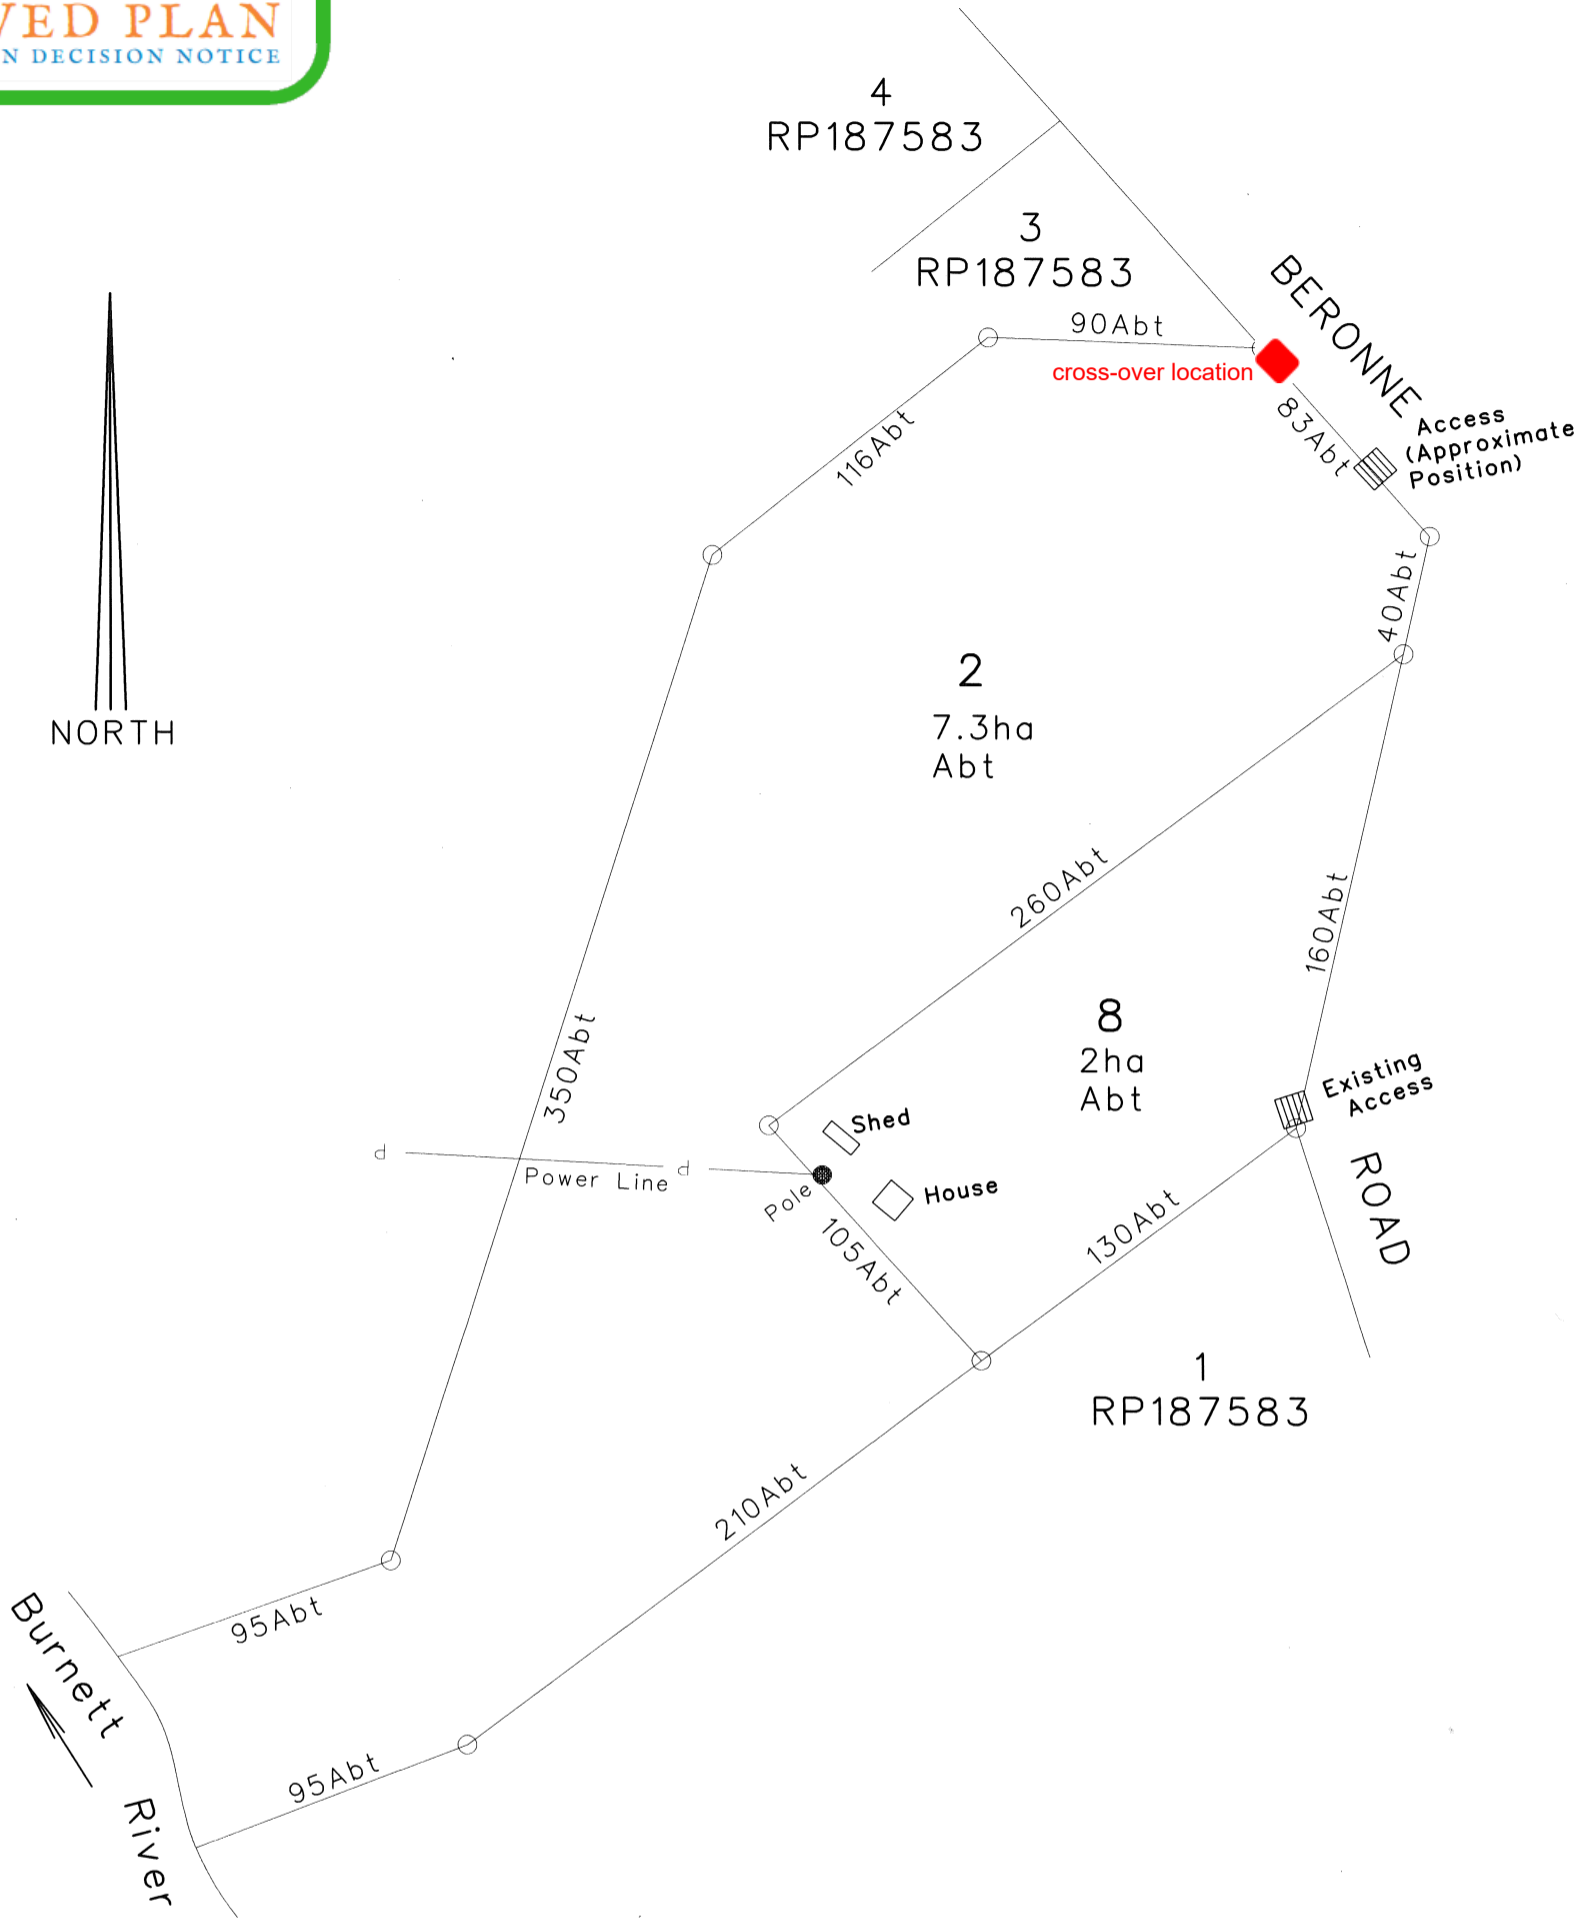 VED PLAN
N DECISION NOTICE
4
RP187583
3
RP187583
BERONNE
90Abt
cross-over location
83Abt
Access
(Approximate
Position)
116Abt
40Abt
2
7.3ha
Abt
NORTH
260Abt
160Abt
350Abt
8
2ha
Abt
Existing
Access
Shed
d
d
Power Line
Pole
House
105Abt
130Abt
ROAD
1
RP187583
210Abt
95Abt
95Abt
Burnett
River